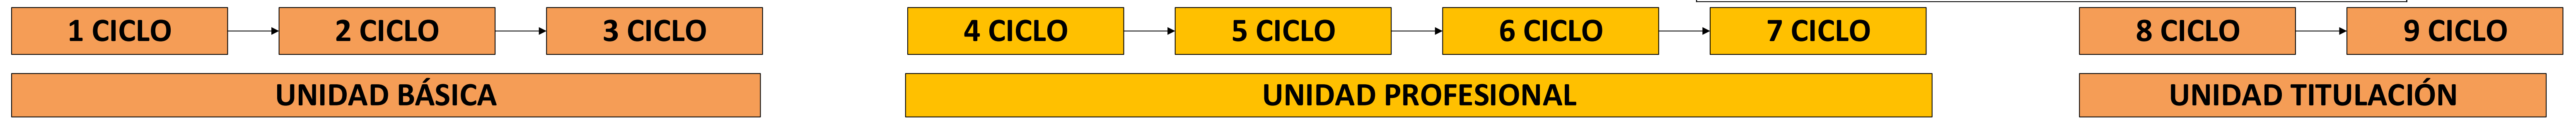 1 CICLO 2 CICLO 3 CICLO 4 CICLO 5 CICLO 6 CICLO 7 CICLO 8 CICLO 9 CICLO
UNIDAD BÁSICA UNIDAD PROFESIONAL UNIDAD TITULACIÓN